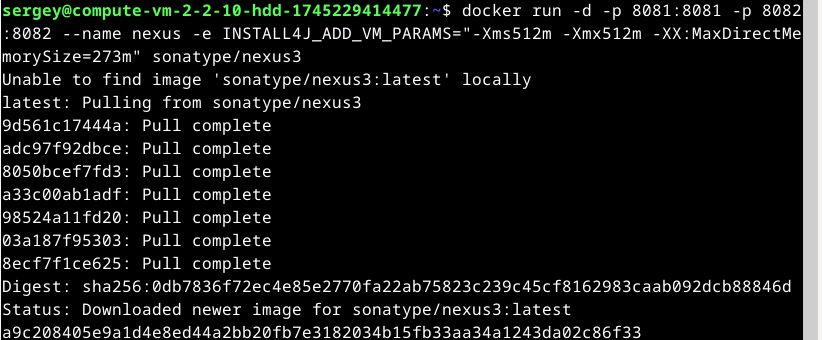 sergey@compute-vm-2-2-10-hdd-1745229414477:~$ docker run -d -p 8081:8081 -p 8082
:8082 --name nexus -e INSTALL4J_ADD_VM_PARAMS="-Xms512m -Xmx512m -XX:MaxDirectMe
morySize=273m" sonatype/nexus3
Unable to find image 'sonatype/nexus3:latest' locally
latest: Pulling from sonatype/nexus3
9d561c17444a: Pull complete
adc97f92dbce: Pull complete
8050bcef7fd3: Pull complete
a33c00ab1adf: Pull complete
98524a11fd20: Pull complete
03a187f95303: Pull complete
8ecf7f1ce625: Pull complete
Digest: sha256:0db7836f72ec4e85e2770fa22ab75823c239c45cf8162983caab092dcb88846d
Status: Downloaded newer image for sonatype/nexus3:latest
a9c208405e9a1d4e8ed44a2bb20fb7e3182034b15fb33aa34a1243da02c86f33